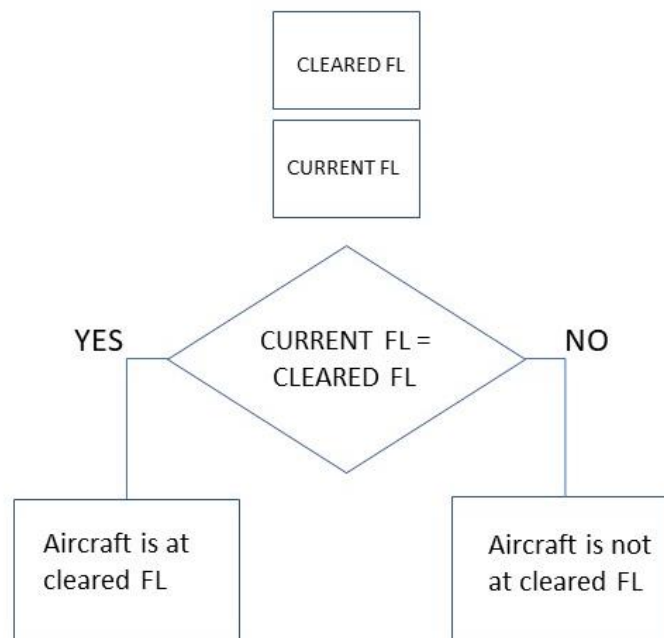 CLEARED FL
CURRENT FL
YES
CURRENT FL =
CLEARED FL
NO
Aircraft is at
cleared FL
Aircraft is not
at cleared FL